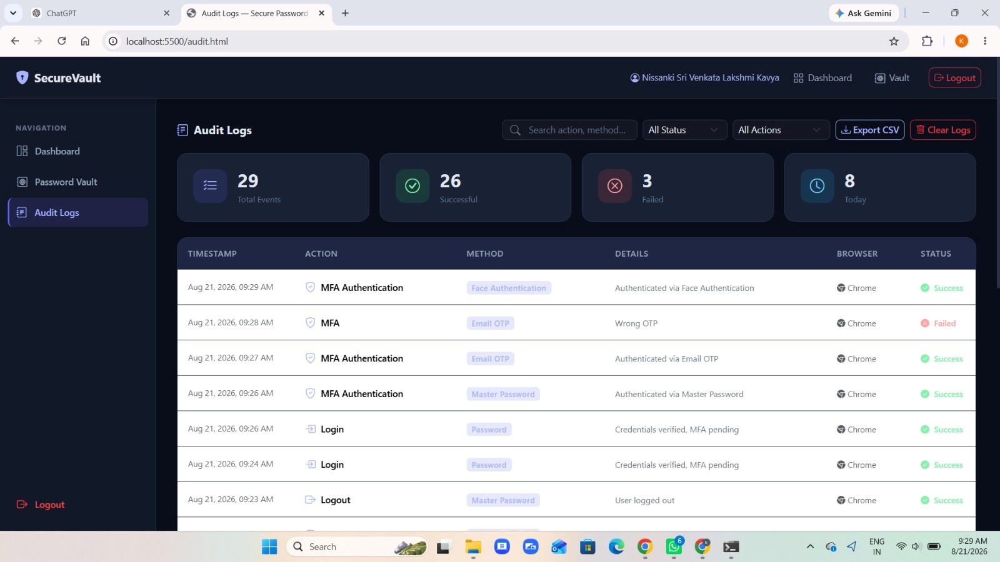 ChatGPT
Audit Logs — Secure Password
Ask Gemini
localhost:5500/audit.html
K
SecureVault
Nissanki Sri Venkata Lakshmi Kavya
Dashboard
Vault
Logout
NAVIGATION
Dashboard
Password Vault
Audit Logs
Logout
Audit Logs
Search action, method...
All Status
All Actions
Export CSV
Clear Logs
29
Total Events
26
Successful
3
Failed
8
Today
TIMESTAMP ACTION METHOD DETAILS BROWSER STATUS
Aug 21, 2026, 09:29 AM MFA Authentication Face Authentication Authenticated via Face Authentication Chrome Success
Aug 21, 2026, 09:28 AM MFA Email OTP Wrong OTP Chrome Failed
Aug 21, 2026, 09:27 AM MFA Authentication Email OTP Authenticated via Email OTP Chrome Success
Aug 21, 2026, 09:26 AM MFA Authentication Master Password Authenticated via Master Password Chrome Success
Aug 21, 2026, 09:26 AM Login Password Credentials verified, MFA pending Chrome Success
Aug 21, 2026, 09:24 AM Login Password Credentials verified, MFA pending Chrome Success
Aug 21, 2026, 09:23 AM Logout Master Password User logged out Chrome Success
Search
6
ENG
IN
9:29 AM
8/21/2026